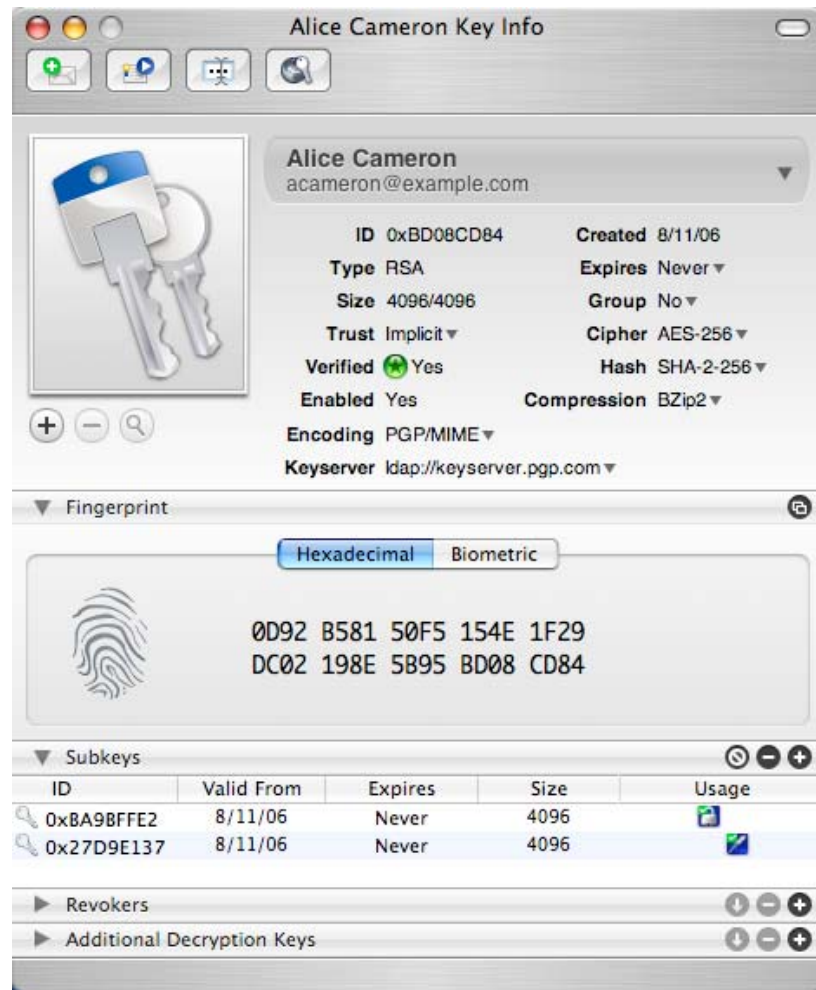 Alice Cameron Key Info
Alice Cameron
acameron@example.com
ID 0xBD08CD84 Created 8/11/06
Type RSA Expires Never
Size 4096/4096 Group No
Trust Implicit Cipher AES-256
Verified Yes Hash SHA-2-256
Enabled Yes Compression BZip2
Encoding PGP/MIME
Keyserver ldap://keyserver.pgp.com
Fingerprint
Hexadecimal Biometric
0D92 B581 50F5 154E 1F29
DC02 198E 5B95 BD08 CD84
Subkeys
ID Valid From Expires Size Usage
0xBA9BFFE2 8/11/06 Never 4096
0x27D9E137 8/11/06 Never 4096
Revokers
Additional Decryption Keys